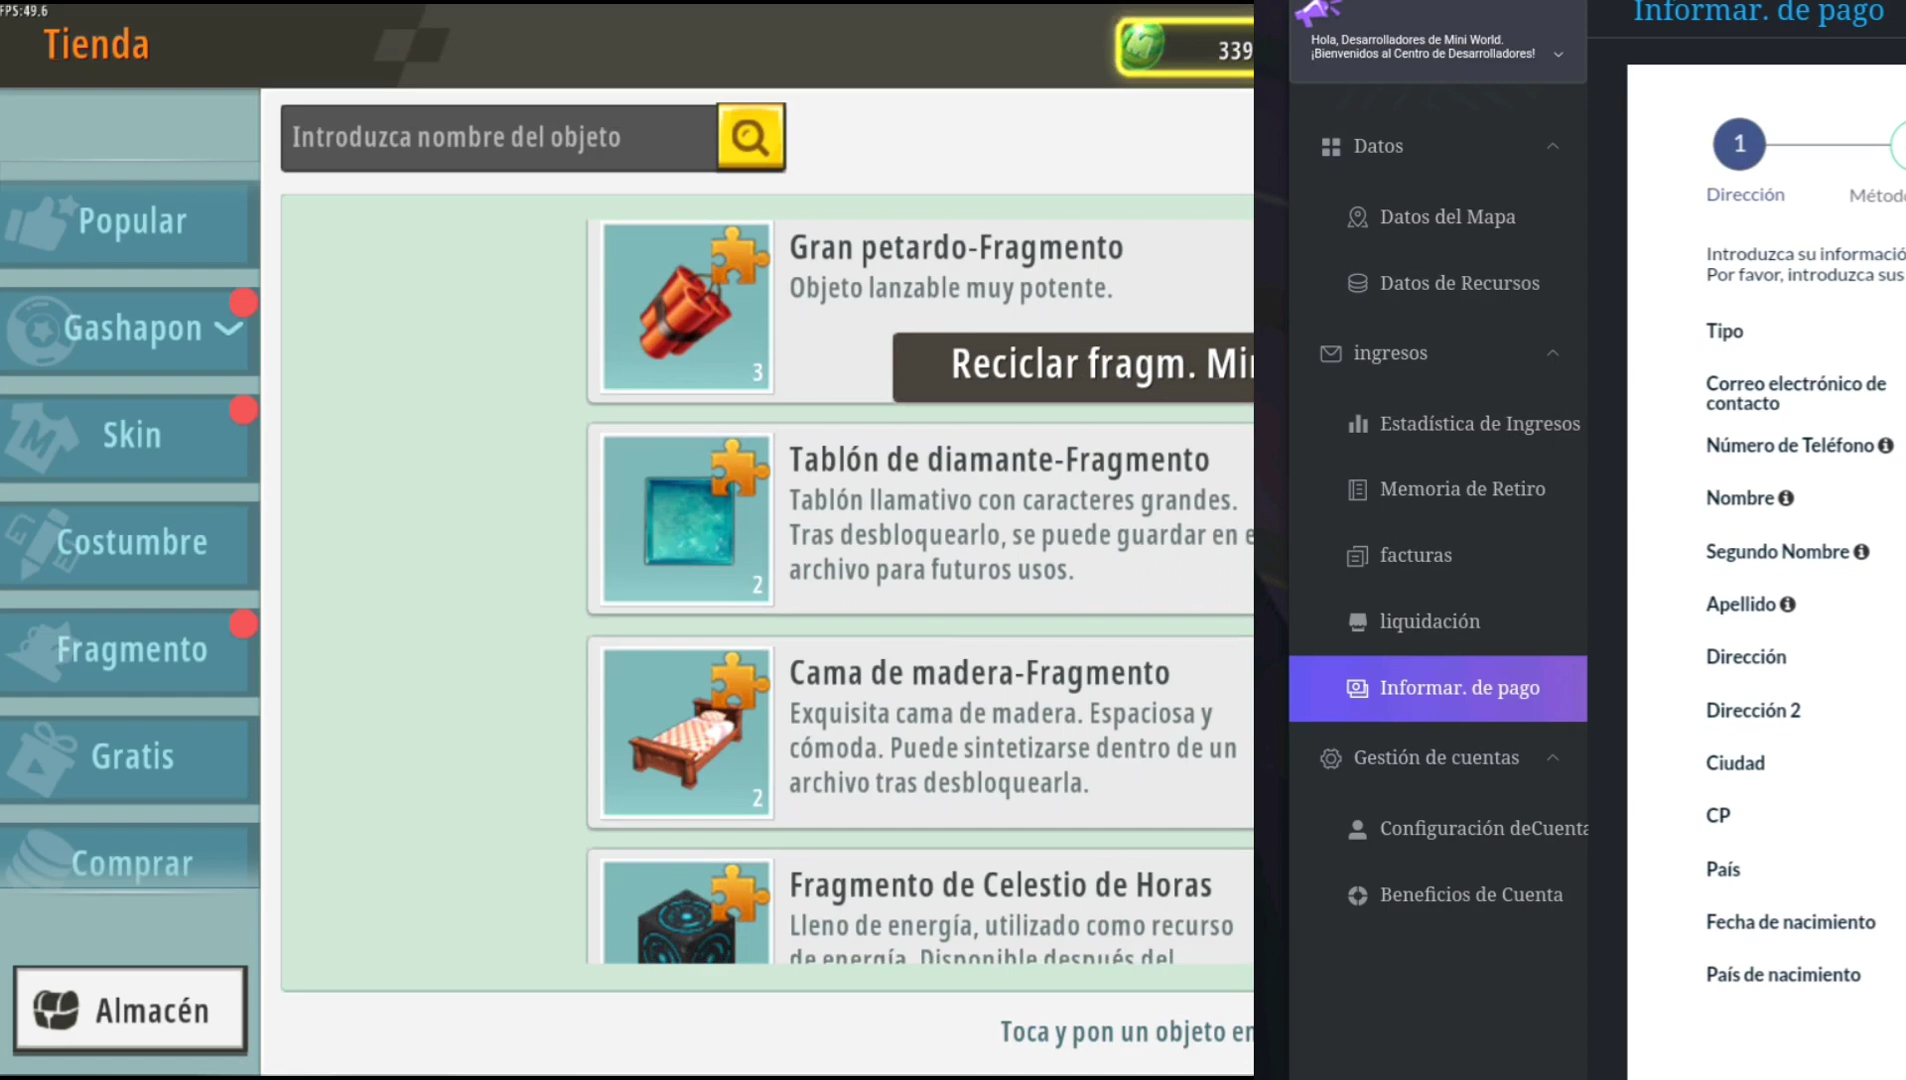 FPS:49.6
Tienda
339
Introduzca nombre del objeto
Popular
Gashapon
Skin
Costumbre
Fragmento
Gratis
Comprar
Almacén
Gran petardo-Fragmento
Objeto lanzable muy potente.
3
Reciclar fragm.
Tablón de diamante-Fragmento
Tablón llamativo con caracteres grandes.
Tras desbloquearlo, se puede guardar en
archivo para futuros usos.
2
Cama de madera-Fragmento
Exquisita cama de madera. Espaciosa y
cómoda. Puede sintetizarse dentro de un
archivo tras desbloquearla.
2
Fragmento de Celestio de Horas
Lleno de energía, utilizado como recurso
de energía. Disponible después del
Toca y pon un objeto
Hola, Desarrolladores de Mini World.
¡Bienvenidos al Centro de Desarrolladores!
Datos
Datos del Mapa
Datos de Recursos
ingresos
Estadística de Ingresos
Memoria de Retiro
facturas
liquidación
Informar. de pago
Gestión de cuentas
Configuración deCuenta
Beneficios de Cuenta
Informar. de pago
1
Dirección
Método
Introduzca su informació
Por favor, introduzca sus
Tipo
Correo electrónico de
contacto
Número de Teléfono
Nombre
Segundo Nombre
Apellido
Dirección
Dirección 2
Ciudad
CP
País
Fecha de nacimiento
País de nacimiento